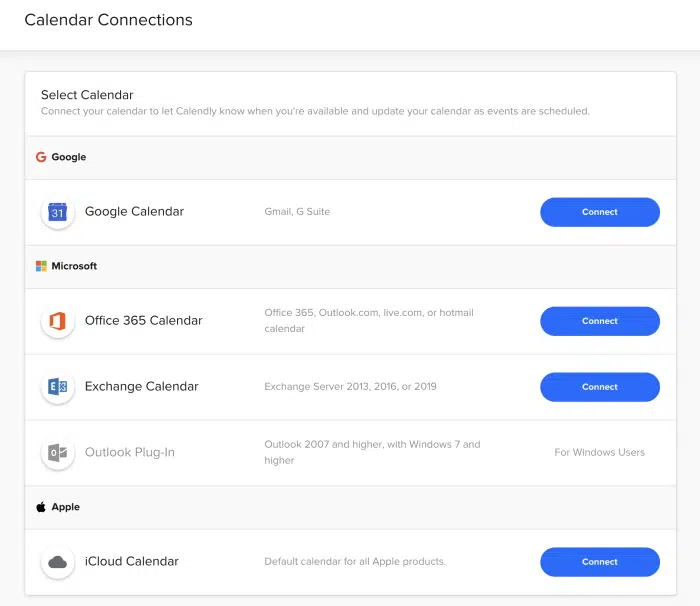 Calendar Connections
Select Calendar
Connect your calendar to let Calendly know when you're available and update your calendar as events are scheduled.
Google
31 Google Calendar Gmail, G Suite Connect
Microsoft
Office 365 Calendar Office 365, Outlook.com, live.com, or hotmail
calendar Connect
E Exchange Calendar Exchange Server 2013, 2016, or 2019 Connect
O Outlook Plug-In Outlook 2007 and higher, with Windows 7 and
higher For Windows Users
Apple
iCloud Calendar Default calendar for all Apple products. Connect